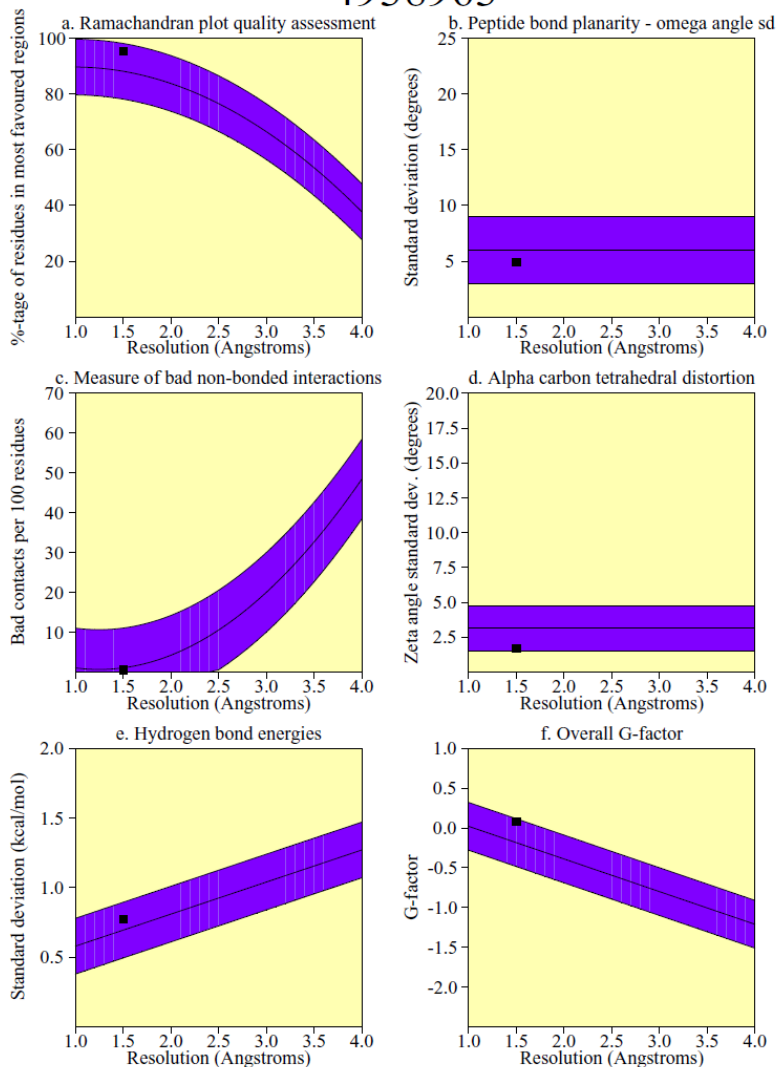 a. Ramachandran plot quality assessment
%-tage of residues in most favoured regions
100
80
60
40
20
1.0 1.5 2.0 2.5 3.0 3.5 4.0
Resolution (Angstroms)
b. Peptide bond planarity - omega angle sd
Standard deviation (degrees)
25
20
15
10
5
1.0 1.5 2.0 2.5 3.0 3.5 4.0
Resolution (Angstroms)
c. Measure of bad non-bonded interactions
Bad contacts per 100 residues
70
60
50
40
30
20
10
1.0 1.5 2.0 2.5 3.0 3.5 4.0
Resolution (Angstroms)
d. Alpha carbon tetrahedral distortion
Zeta angle standard dev. (degrees)
20.0
17.5
15.0
12.5
10.0
7.5
5.0
2.5
1.0 1.5 2.0 2.5 3.0 3.5 4.0
Resolution (Angstroms)
e. Hydrogen bond energies
Standard deviation (kcal/mol)
2.0
1.5
1.0
0.5
1.0 1.5 2.0 2.5 3.0 3.5 4.0
Resolution (Angstroms)
f. Overall G-factor
G-factor
1.0
0.5
0.0
-0.5
-1.0
-1.5
-2.0
1.0 1.5 2.0 2.5 3.0 3.5 4.0
Resolution (Angstroms)